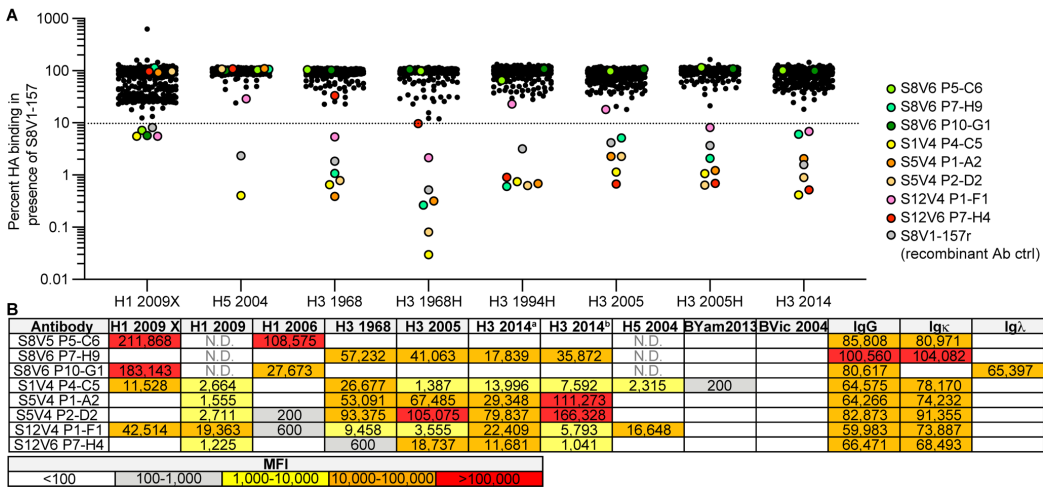 A
Percent HA binding in
presence of S8V1-157
1000
100
10
1
0.1
0.01
H1 2009X
H5 2004
H3 1968
H3 1968H
H3 1994H
H3 2005
H3 2005H
H3 2014
S8V6 P5-C6
S8V6 P7-H9
S8V6 P10-G1
S1V4 P4-C5
S5V4 P1-A2
S5V4 P2-D2
S12V4 P1-F1
S12V6 P7-H4
S8V1-157r
(recombinant Ab ctrl)
B
Antibody H1 2009 X H1 2009 H1 2006 H3 1968 H3 2005 H3 2014a H3 2014b H5 2004 BYam2013 BVic 2004 IgG Igκ Igλ
S8V5 P5-C6 211,868 N.D. 108,575 N.D. 85,808 80,971
S8V6 P7-H9 N.D. 57,232 41,063 17,839 35,872 N.D. 100,560 104,082
S8V6 P10-G1 183,143 N.D. 27,673 N.D. 80,617 65,397
S1V4 P4-C5 11,528 2,664 26,677 1,387 13,996 7,592 2,315 200 64,575 78,170
S5V4 P1-A2 1,555 53,091 67,485 29,348 111,273 64,266 74,232
S5V4 P2-D2 2,711 200 93,375 105,075 79,837 166,328 82,873 91,355
S12V4 P1-F1 42,514 19,363 600 9,458 3,555 22,409 5,793 16,648 59,983 73,887
S12V6 P7-H4 1,225 600 18,737 11,681 1,041 66,471 68,493
MFI
<100 100-1,000 1,000-10,000 10,000-100,000 >100,000